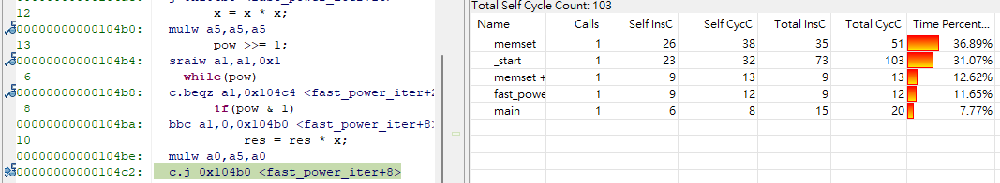 12 x = x * x;
00000000000104b0: mulw a5,a5,a5
13 pow >>= 1;
00000000000104b4: sraiw a1,a1,0x1
6 while(pow)
00000000000104b8: c.beqz a1,0x104c4 <fast_power_iter+2
8 if(pow & 1)
00000000000104ba: bbc a1,0,0x104b0 <fast_power_iter+8>
10 res = res * x;
00000000000104be: mulw a0,a5,a0
00000000000104c2: c.j 0x104b0 <fast_power_iter+8>
Total Self Cycle Count: 103
Name Calls Self InsC Self CycC Total InsC Total CycC Time Percent...
memset 1 26 38 35 51 36.89%
_start 1 23 32 73 103 31.07%
memset + 1 9 13 9 13 12.62%
fast_powe 1 9 12 9 12 11.65%
main 1 6 8 15 20 7.77%